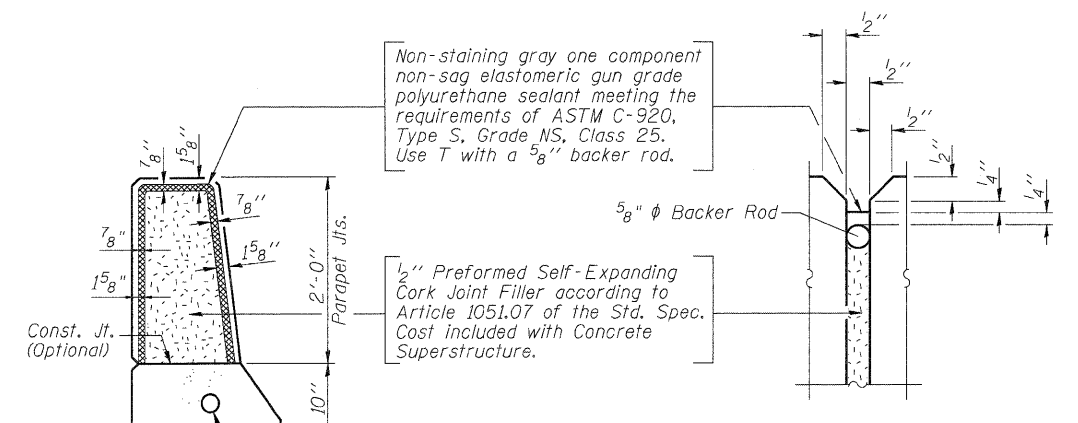 Non-staining gray one component
non-sag elastomeric gun grade
polyurethane sealant meeting the
requirements of ASTM C-920,
Type S, Grade NS, Class 25.
Use T with a 5/8" backer rod.
1/2"
1/2"
1/2"
1/2"
1/4"
1/4"
7/8"
1 5/8"
7/8"
1 5/8"
7/8"
1 5/8"
2'-0"
Parapet Jts.
10"
Const. Jt.
(Optional)
5/8" ϕ Backer Rod
1/2" Preformed Self-Expanding
Cork Joint Filler according to
Article 1051.07 of the Std. Spec.
Cost included with Concrete
Superstructure.